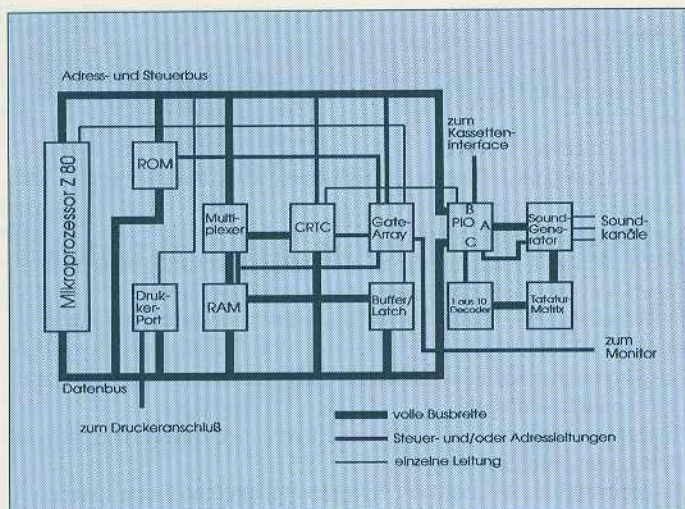 Adress- und Steuerbus
zum
Kassetten-
interface
Mikroprozessor Z 80
ROM
Multi-
plexer
CRTC
Gate-
Array
B
PIO
A
C
Sound-
Gene-
rator
Sound-
kanäle
Druk-
ker-
Port
RAM
Buffer/
Latch
1 aus 10
Decoder
Tatatur-
Matrix
zum
Monitor
Datenbus
zum Druckeranschluß
volle Busbreite
Steuer- und/oder Adressleitungen
einzelne Leitung